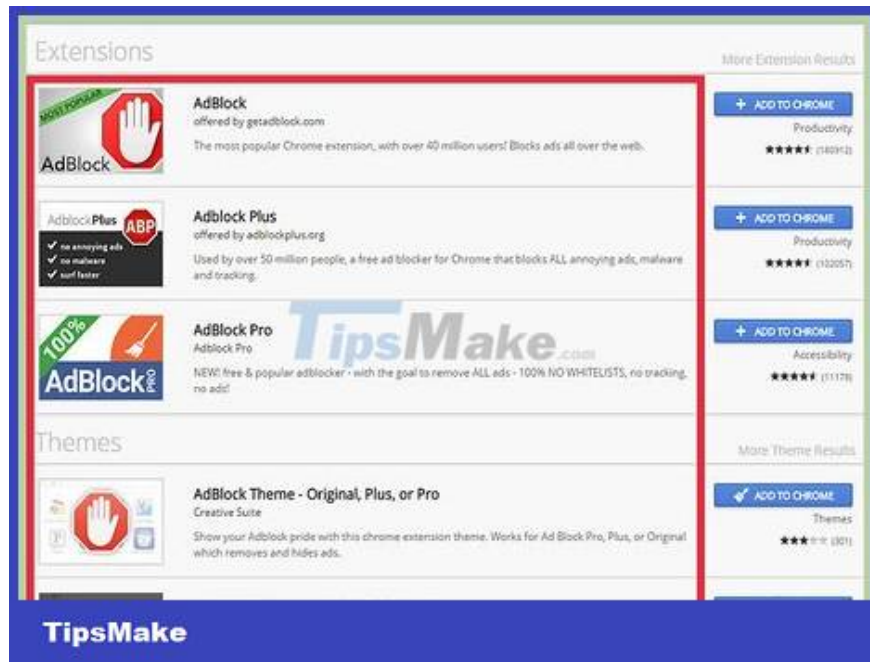 Extensions
More Extension Results
MOST POPULAR
AdBlock
AdBlock
offered by getadblock.com
The most popular Chrome extension, with over 40 million users! Blocks ads all over the web.
+ ADD TO CHROME
Productivity
(180912)
AdblockPlus
ABP
no annoying ads
no malware
surf faster
Adblock Plus
offered by adblockplus.org
Used by over 50 million people, a free ad blocker for Chrome that blocks ALL annoying ads, malware
and tracking.
+ ADD TO CHROME
Productivity
(122057)
100%
AdBlock PRO
AdBlock Pro
Adblock Pro
NEW! free & popular adblocker - with the goal to remove ALL ads - 100% NO WHITELISTS, no tracking,
no ads!
+ ADD TO CHROME
Accessibility
(11178)
TipsMake.com
Themes
More Theme Results
AdBlock Theme - Original, Plus, or Pro
Creative Suite
Show your Adblock pride with this chrome extension theme. Works for Ad Block Pro, Plus, or Original
which removes and hides ads.
ADD TO CHROME
Themes
(301)
TipsMake